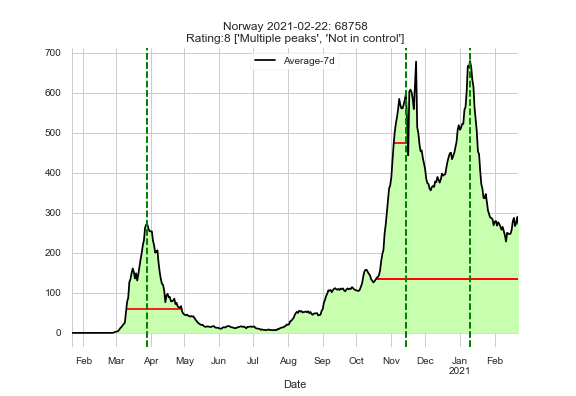 Norway 2021-02-22: 68758
Rating:8 ['Multiple peaks', 'Not in control']
Average-7d
700
600
500
400
300
200
100
0
Feb Mar Apr May Jun Jul Aug Sep Oct Nov Dec Jan Feb
2021
Date